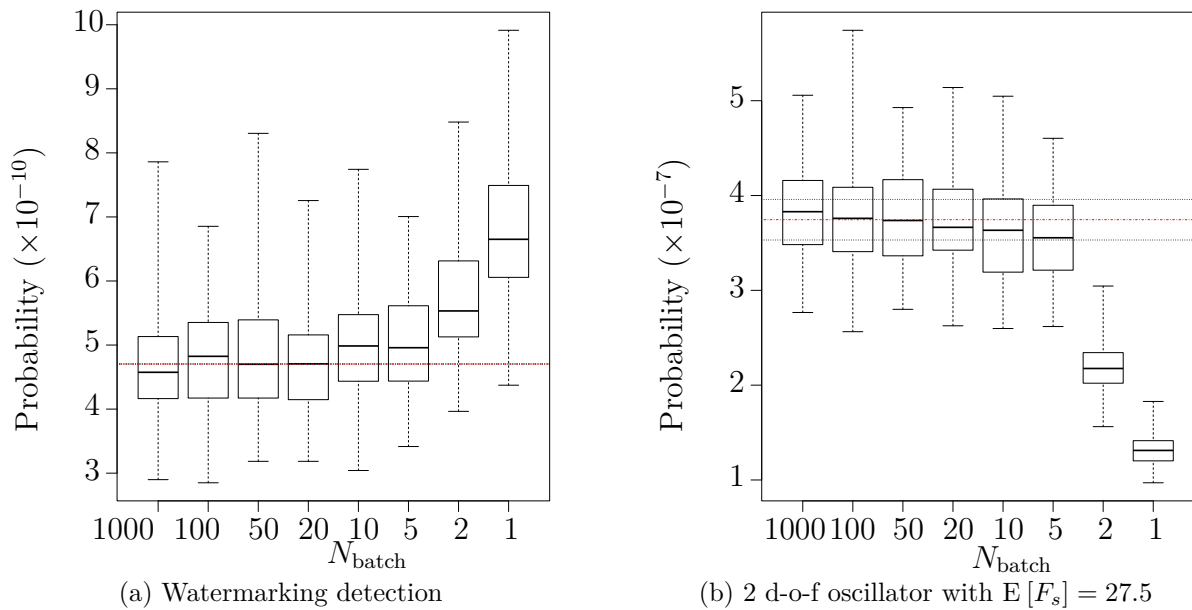 Probability (×10⁻¹⁰)
10
9
8
7
6
5
4
3
1000 100 50 20 10 5 2 1
N_batch
(a) Watermarking detection
Probability (×10⁻⁷)
5
4
3
2
1
1000 100 50 20 10 5 2 1
N_batch
(b) 2 d-o-f oscillator with E [F_s] = 27.5